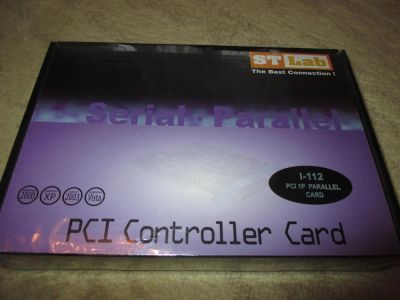 ST Lab
The Best Connection !
Serial & Parallel
I-112
PCI 1P PARALLEL
CARD
2000 XP 2003 Vista
PCI Controller Card